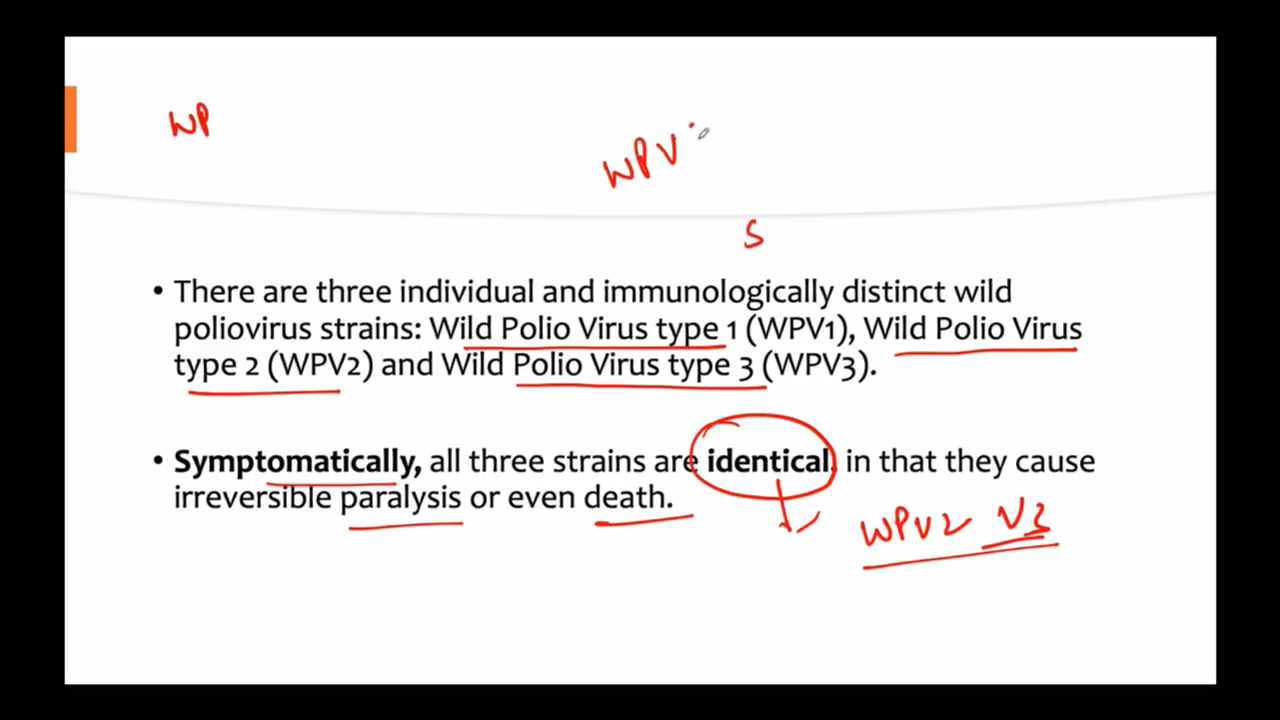 WP
WPV
S
• There are three individual and immunologically distinct wild
poliovirus strains: Wild Polio Virus type 1 (WPV1), Wild Polio Virus
type 2 (WPV2) and Wild Polio Virus type 3 (WPV3).
• Symptomatically, all three strains are identical, in that they cause
irreversible paralysis or even death.
WPV2 V3